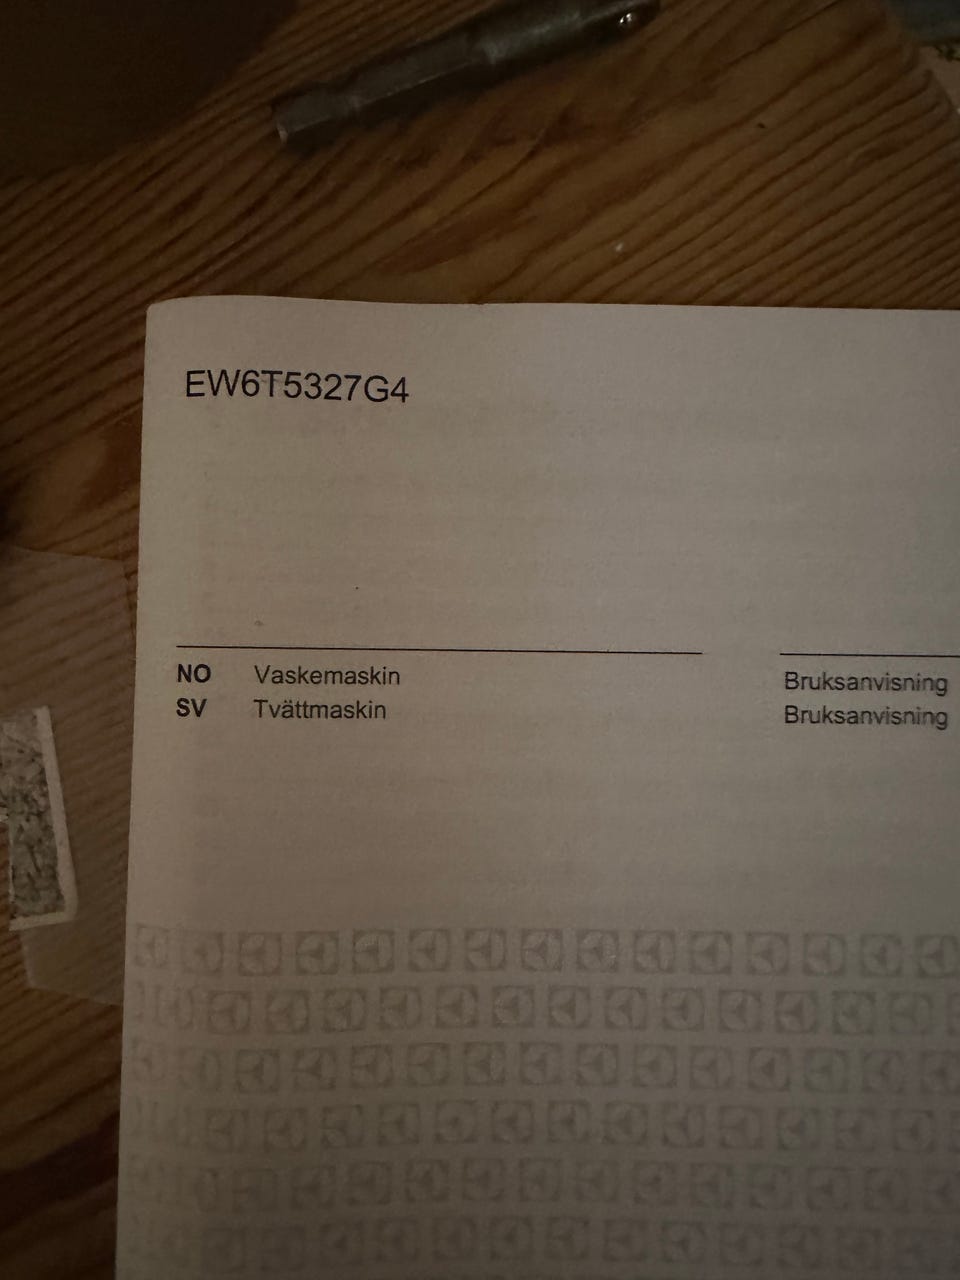 EW6T5327G4
NO Vaskemaskin Bruksanvisning
SV Tvättmaskin Bruksanvisning